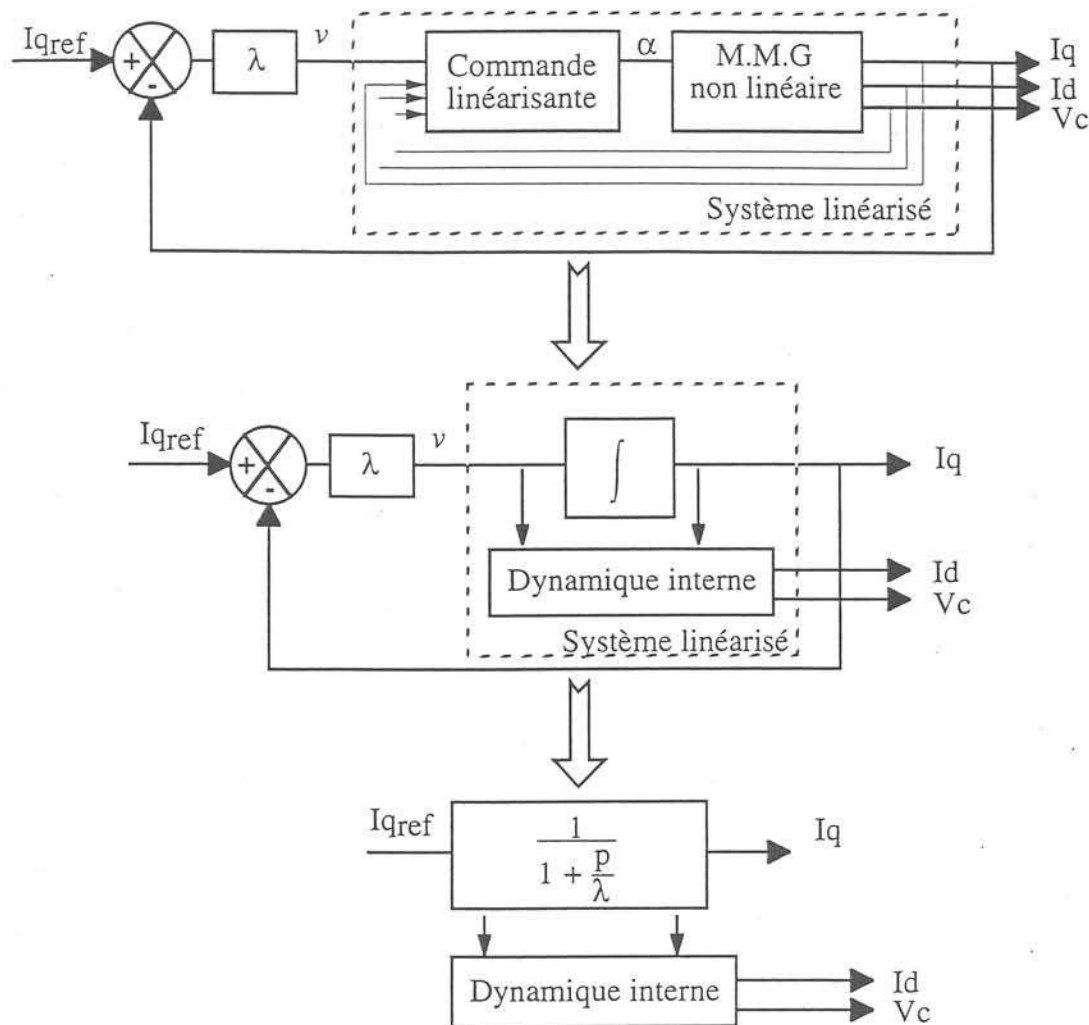 Iqref
+
-
λ
ν
Commande
linéarisante
α
M.M.G
non linéaire
Iq
Id
Vc
Système linéarisé
Iqref
+
-
λ
ν
∫
Iq
Dynamique interne
Id
Vc
Système linéarisé
Iqref
1
1 + p
λ
Iq
Dynamique interne
Id
Vc